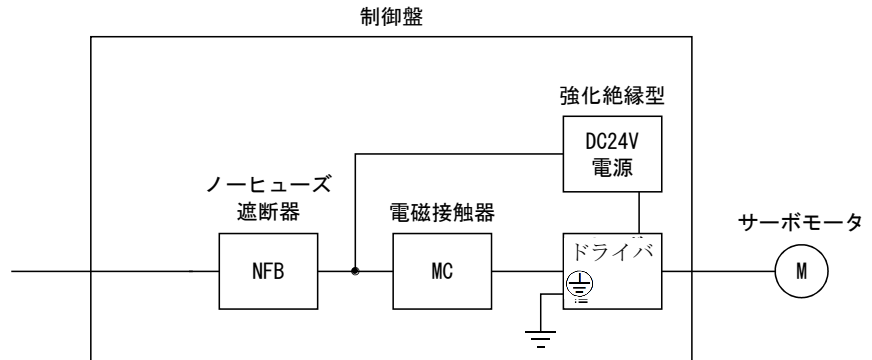 制御盤
強化絶縁型
DC24V
電源
ノーヒューズ
遮断器
電磁接触器
サーボモータ
NFB
MC
ドライバ
M